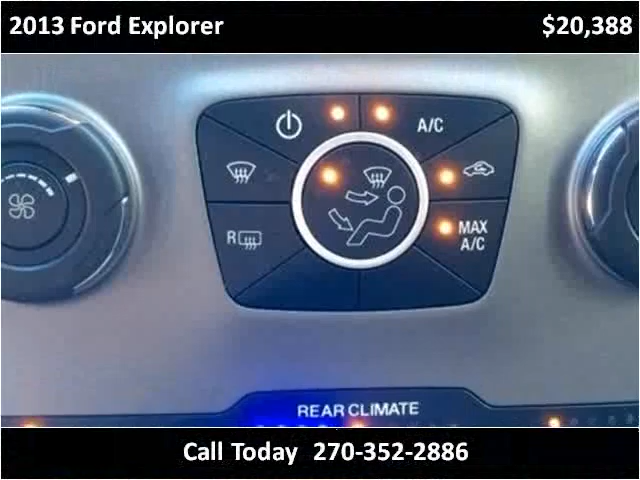 2013 Ford Explorer $20,388
A/C
R
MAX
A/C
REAR CLIMATE
Call Today 270-352-2886